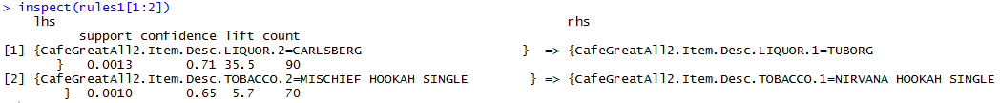 > inspect(rules1[1:2])
lhs rhs
support confidence lift count
[1] {CafeGreatAll2.Item.Desc.LIQUOR.2=CARLSBERG } => {CafeGreatAll2.Item.Desc.LIQUOR.1=TUBORG
} 0.0013 0.71 35.5 90
[2] {CafeGreatAll2.Item.Desc.TOBACCO.2=MISCHIEF HOOKAH SINGLE } => {CafeGreatAll2.Item.Desc.TOBACCO.1=NIRVANA HOOKAH SINGLE
} 0.0010 0.65 5.7 70